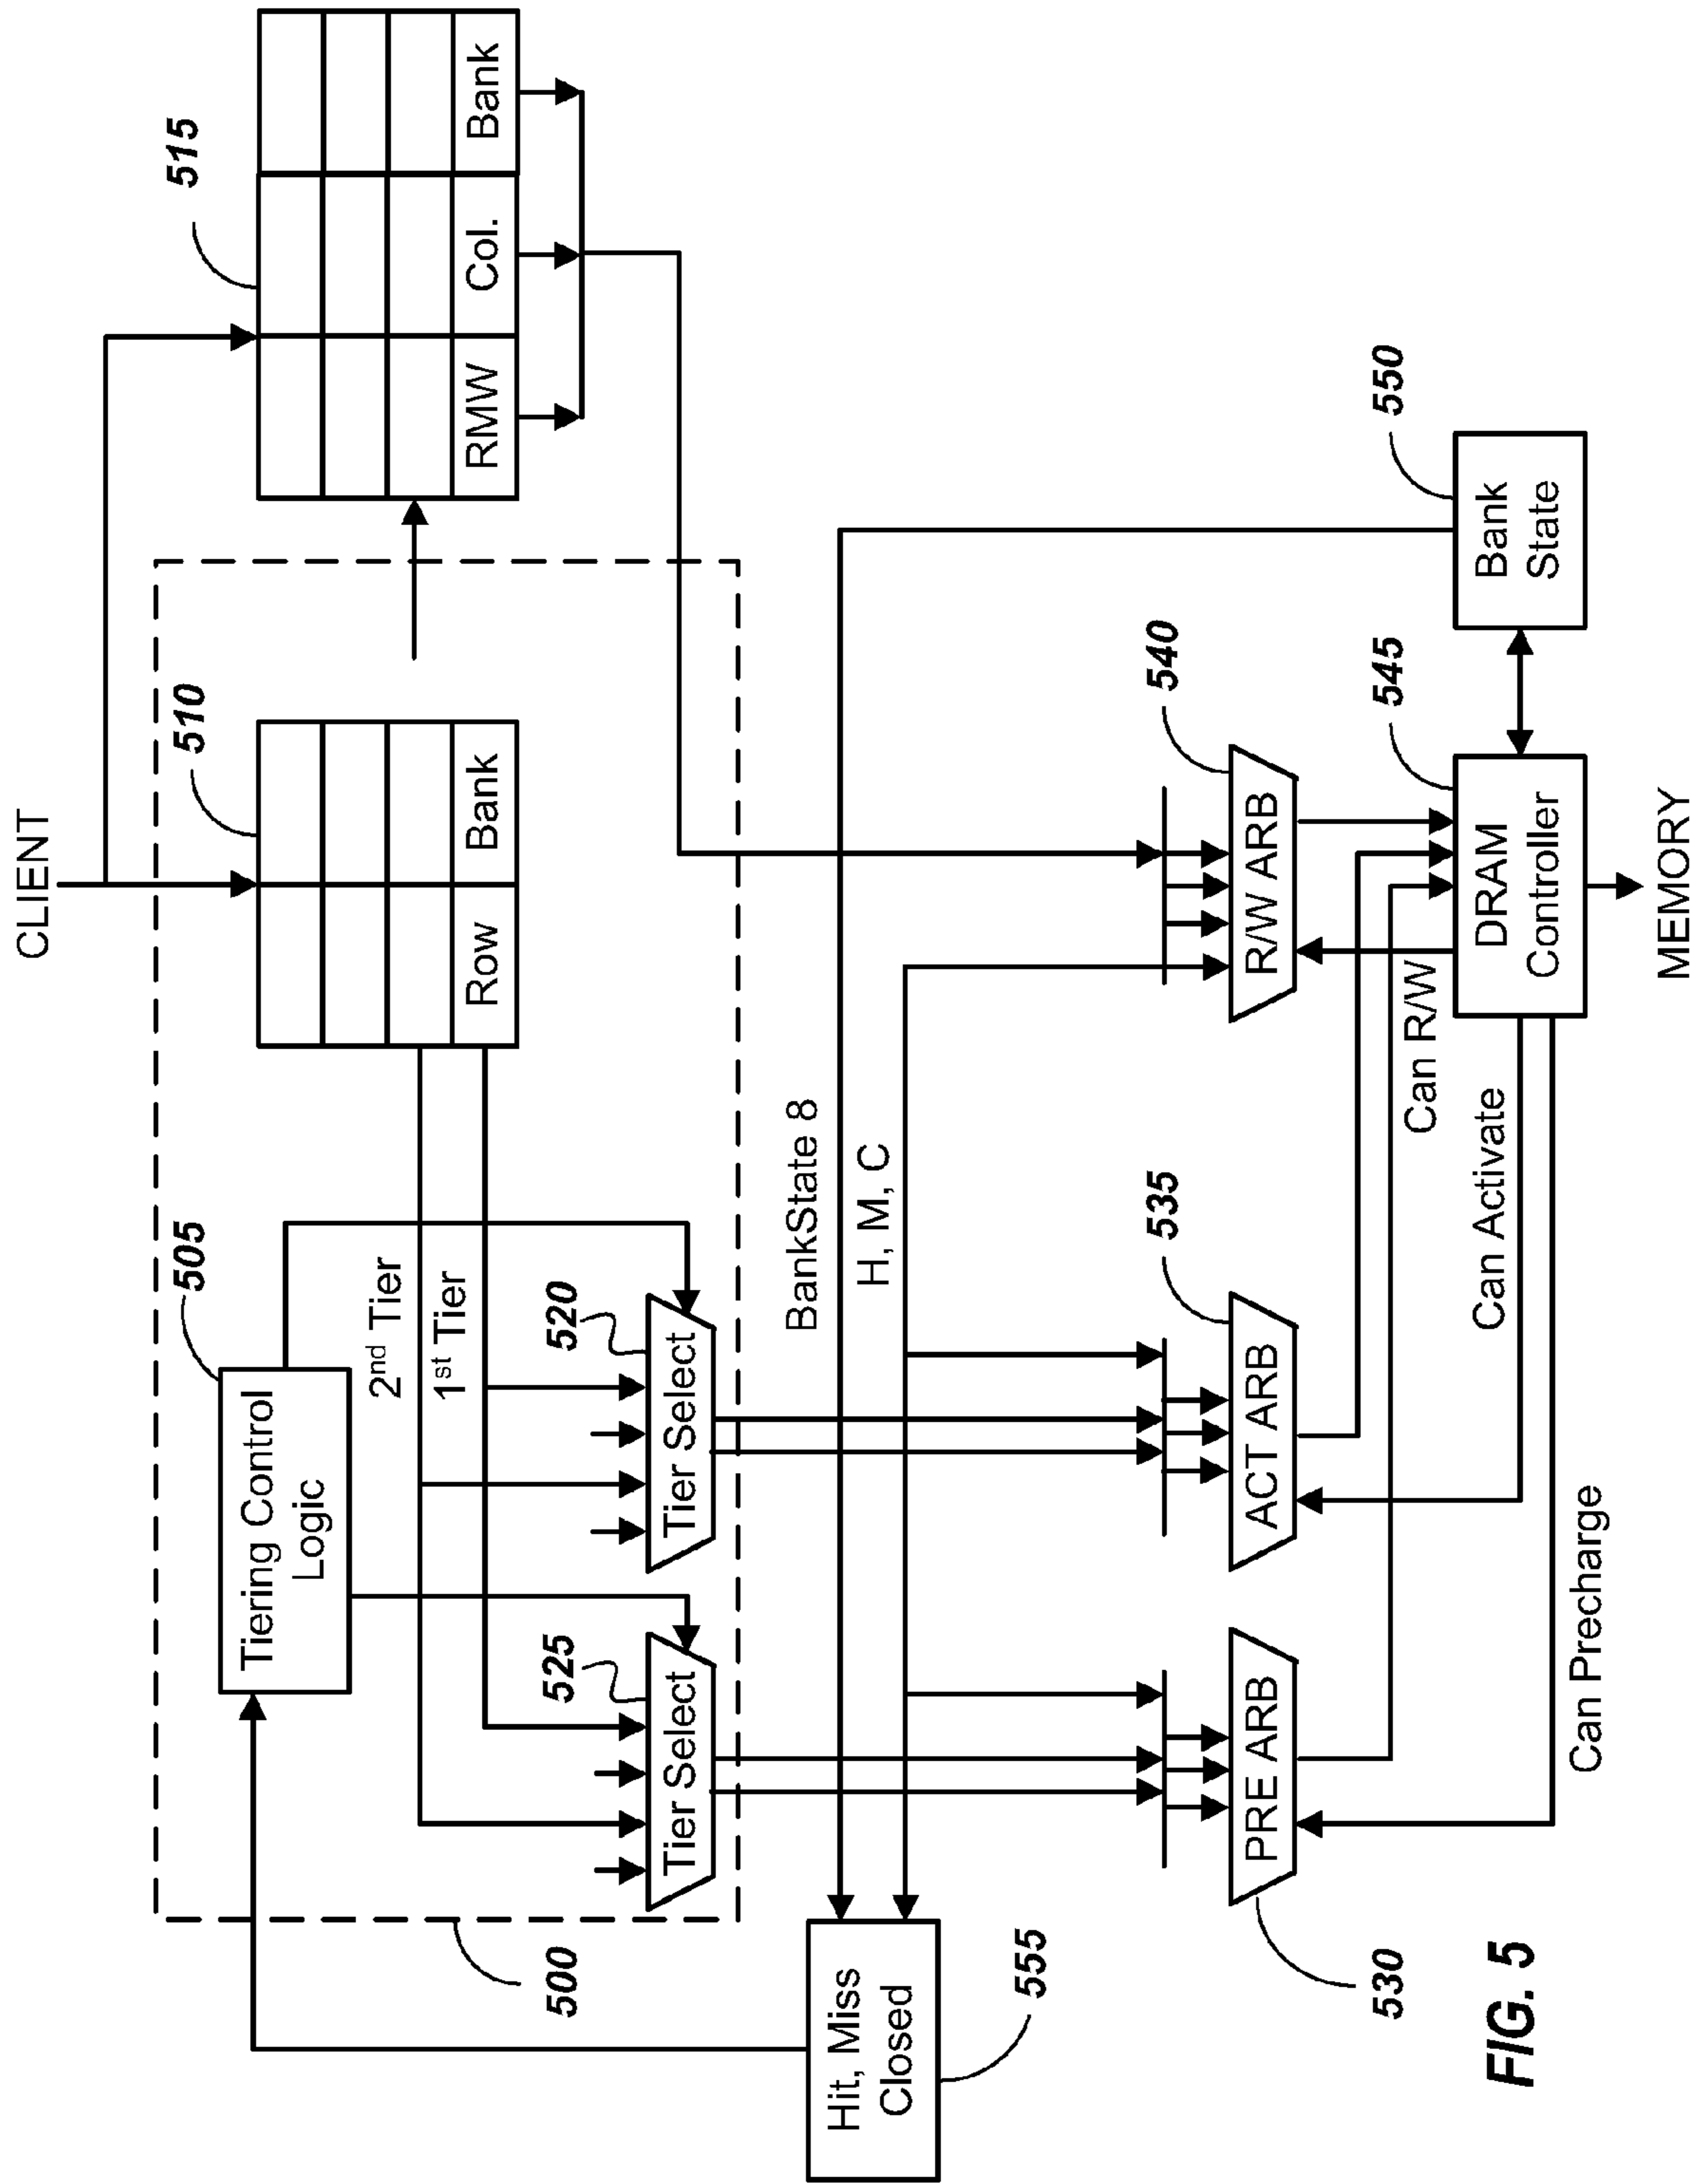 CLIENT
505
Tiering Control
Logic
510
Row
Bank
515
RMW
Col.
Bank
2nd Tier
1st Tier
525
Tier Select
520
Tier Select
500
BankState 8
H, M, C
Hit, Miss
Closed
555
530
PRE ARB
535
ACT ARB
540
R/W ARB
Can R/W
Can Activate
Can Precharge
545
DRAM
Controller
550
Bank
State
MEMORY
FIG. 5